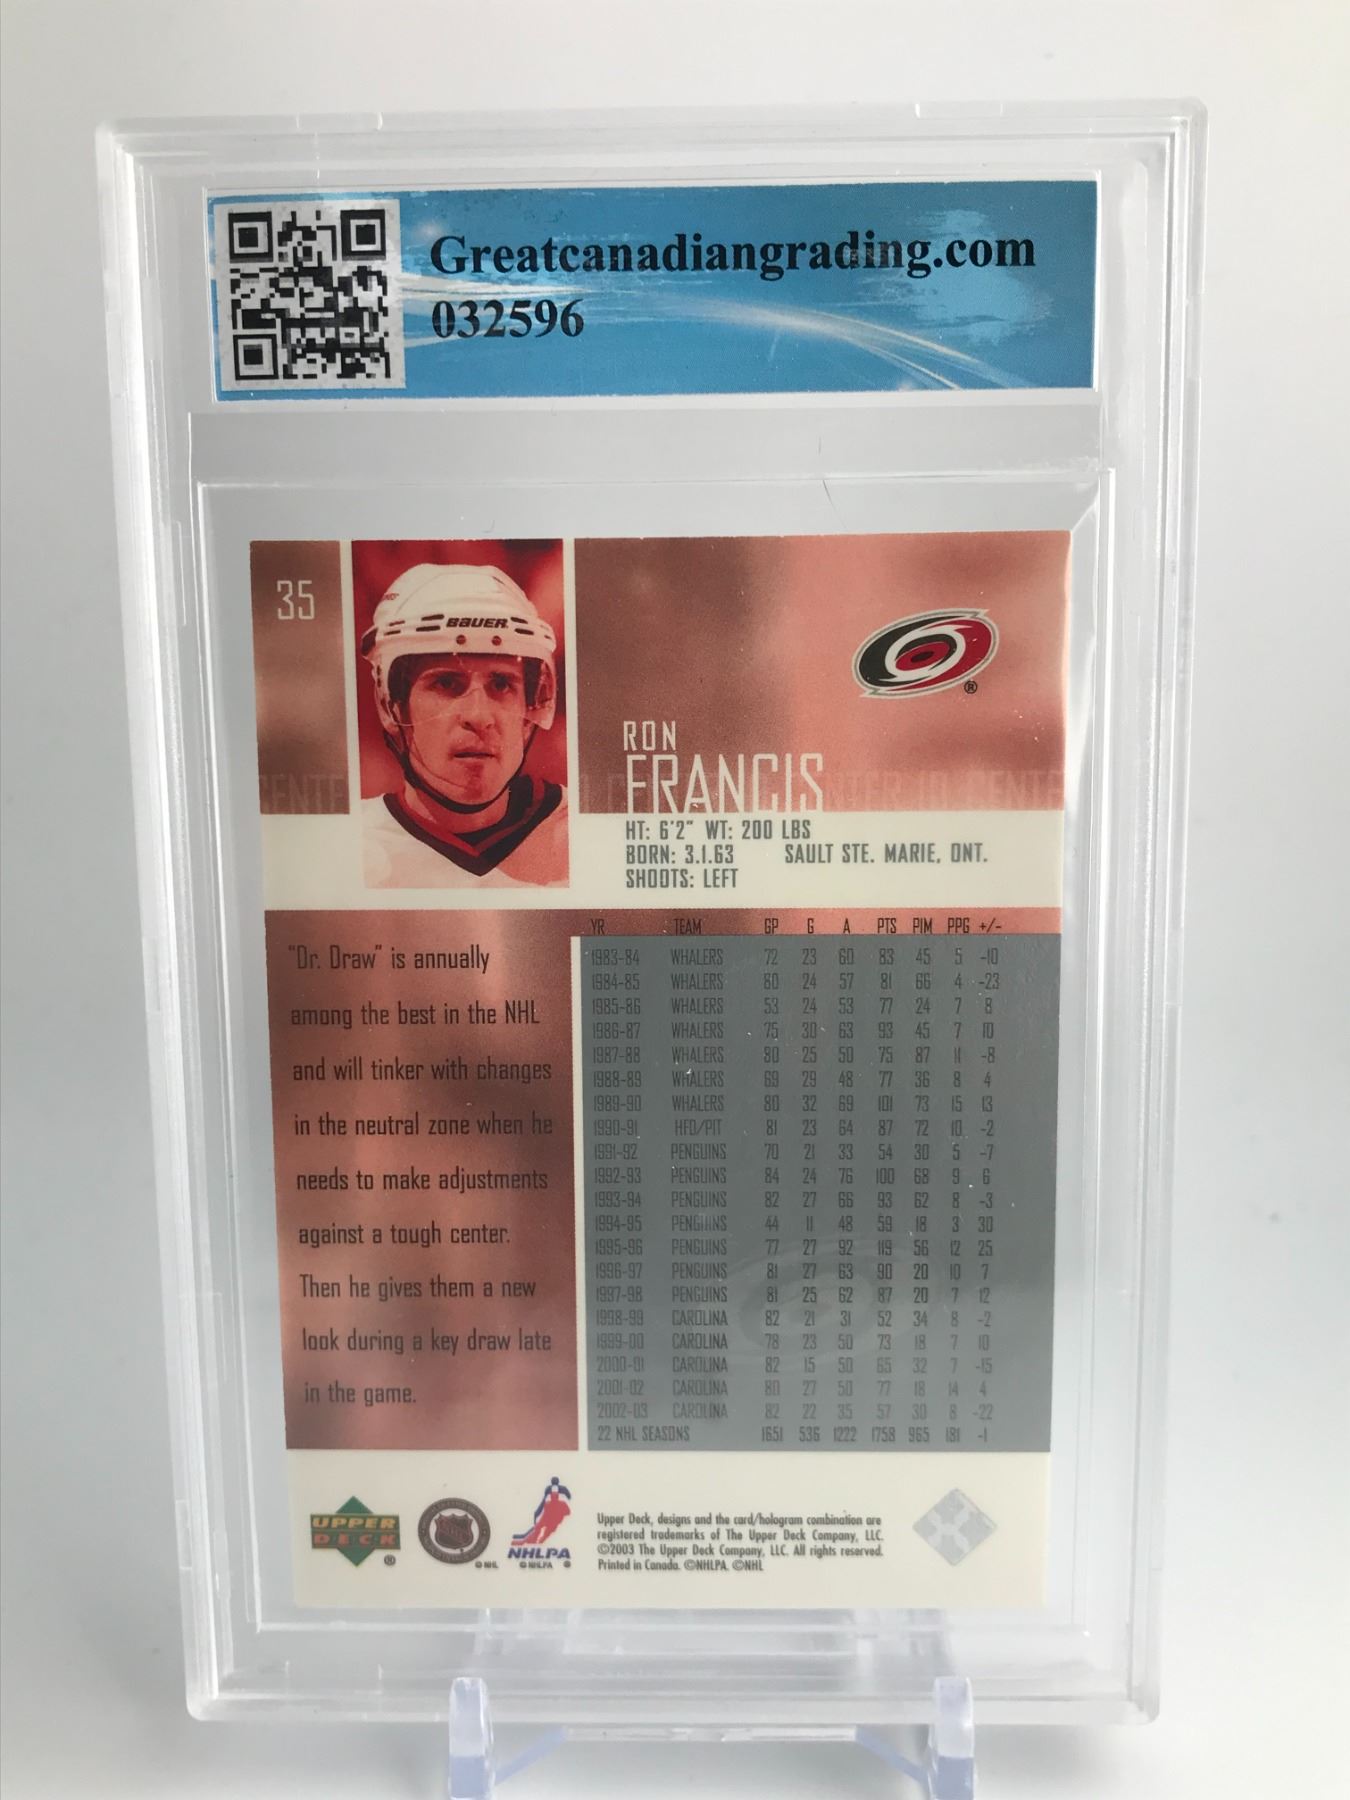 Greatcanadiangrading.com
032596
35
BAUER
RON
FRANCIS
HT: 6'2" WT: 200 LBS
BORN: 3.1.63 SAULT STE. MARIE, ONT.
SHOOTS: LEFT
"Dr. Draw" is annually
among the best in the NHL
and will tinker with changes
in the neutral zone when he
needs to make adjustments
against a tough center.
Then he gives them a new
look during a key draw late
in the game.
YR TEAM GP G A PTS PIM PPG +/-
1983-84 WHALERS 72 23 60 83 45 5 -10
1984-85 WHALERS 80 24 57 81 66 4 -23
1985-86 WHALERS 53 24 53 77 24 7 8
1986-87 WHALERS 75 30 63 93 45 7 10
1987-88 WHALERS 80 25 50 75 87 11 -8
1988-89 WHALERS 69 29 48 77 36 8 4
1989-90 WHALERS 80 32 69 101 73 15 13
1990-91 HFD/PIT 81 23 64 87 72 10 -2
1991-92 PENGUINS 70 21 33 54 30 5 -7
1992-93 PENGUINS 84 24 76 100 68 9 6
1993-94 PENGUINS 82 27 66 93 62 8 -3
1994-95 PENGUINS 44 11 48 59 18 3 30
1995-96 PENGUINS 77 27 92 119 56 12 25
1996-97 PENGUINS 81 27 63 90 20 10 7
1997-98 PENGUINS 81 25 62 87 20 7 12
1998-99 CAROLINA 82 21 31 52 34 8 -2
1999-00 CAROLINA 78 23 50 73 18 7 10
2000-01 CAROLINA 82 15 50 65 32 7 -15
2001-02 CAROLINA 80 27 50 77 18 14 4
2002-03 CAROLINA 82 22 35 57 30 8 -22
22 NHL SEASONS 1651 536 1222 1758 965 181 -1
UPPER
DECK
®
NHL
©NHL
NHLPA
©NHLPA ®
Upper Deck, designs and the card/hologram combination are
registered trademarks of The Upper Deck Company, LLC.
©2003 The Upper Deck Company, LLC. All rights reserved.
Printed in Canada. ©NHLPA. ©NHL